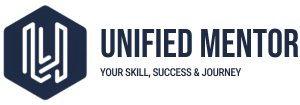 UNIFIED MENTOR
YOUR SKILL, SUCCESS & JOURNEY